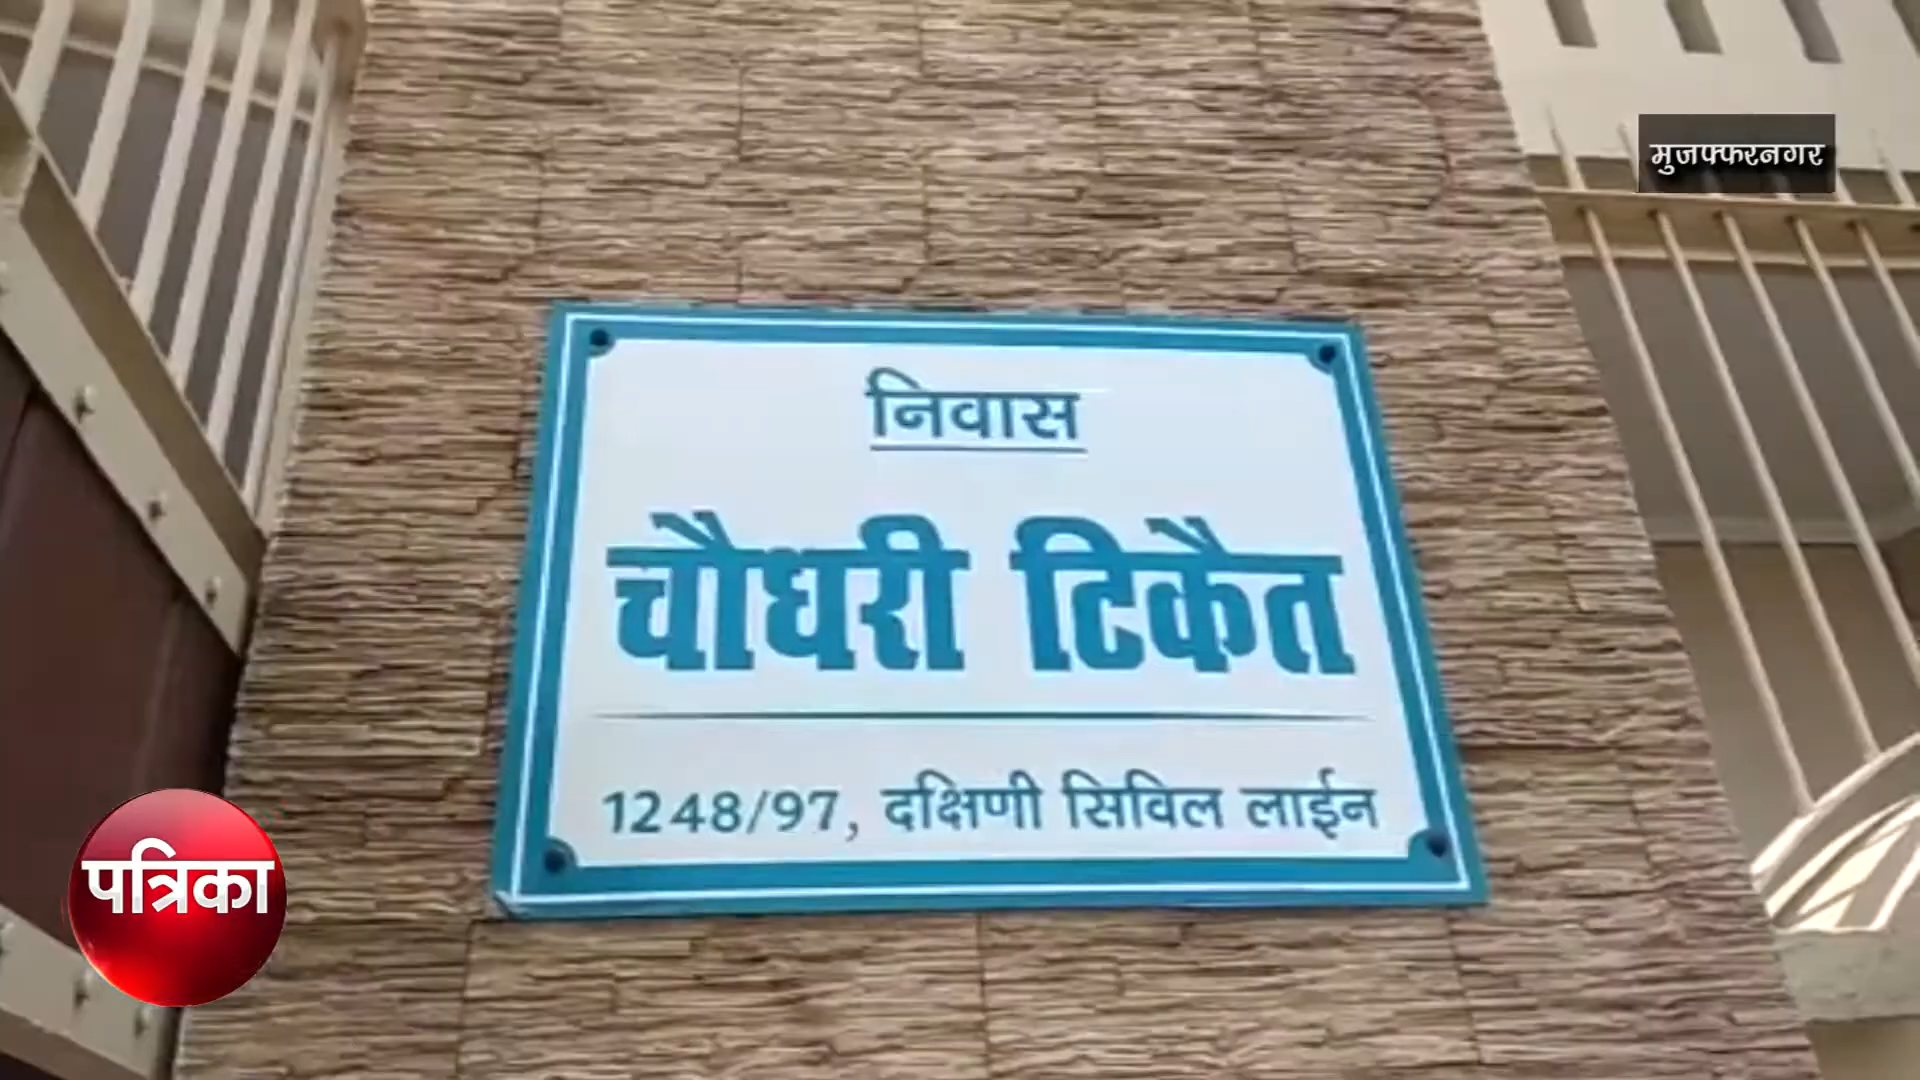 मुजफ्फरनगर
निवास
चौधरी टिकैत
1248/97, दक्षिणी सिविल लाईन
पत्रिका